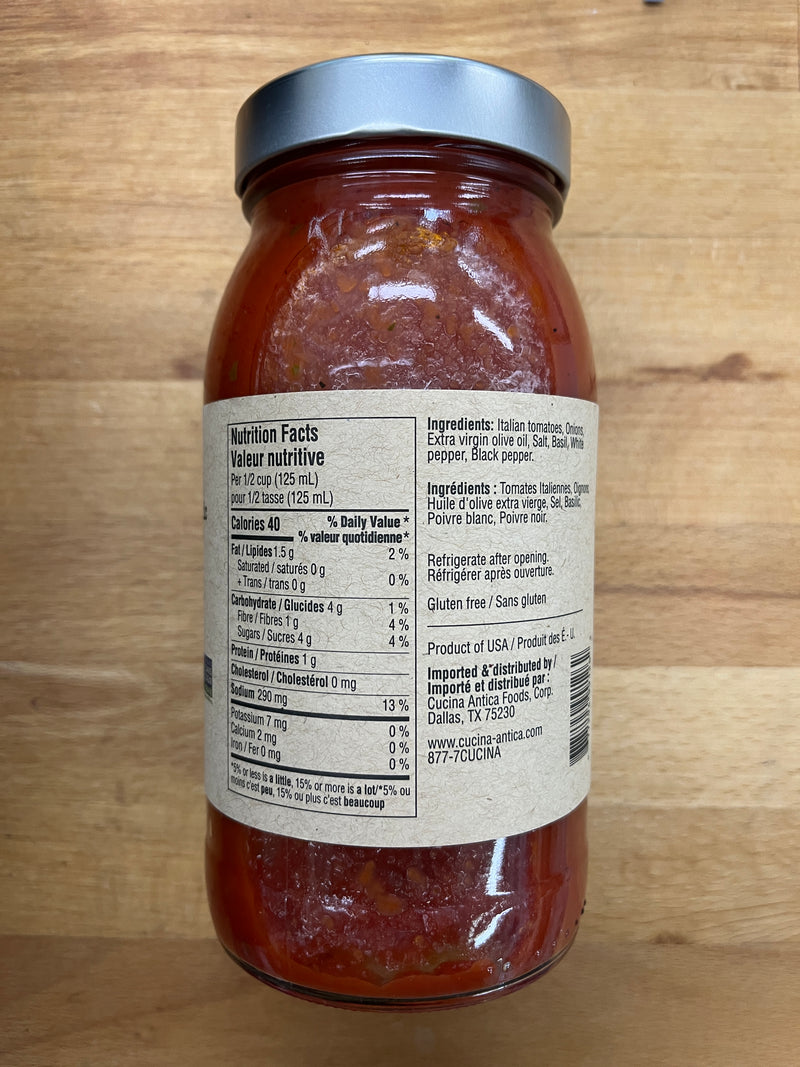 Nutrition Facts
Valeur nutritive
Per 1/2 cup (125 mL)
pour 1/2 tasse (125 mL)
Calories 40 % Daily Value *
% valeur quotidienne*
Fat / Lipides 1.5 g 2 %
Saturated / saturés 0 g
+ Trans / trans 0 g 0 %
Carbohydrate / Glucides 4 g 1 %
Fibre / Fibres 1 g 4 %
Sugars / Sucres 4 g 4 %
Protein / Protéines 1 g
Cholesterol / Cholestérol 0 mg
Sodium 290 mg 13 %
Potassium 7 mg 0 %
Calcium 2 mg 0 %
Iron / Fer 0 mg 0 %
*5% or less is a little, 15% or more is a lot/*5% ou
moins c'est peu, 15% ou plus c'est beaucoup
Ingredients: Italian tomatoes, Onions,
Extra virgin olive oil, Salt, Basil, White
pepper, Black pepper.
Ingrédients : Tomates Italiennes, Oignons,
Huile d'olive extra vierge, Sel, Basilic,
Poivre blanc, Poivre noir.
Refrigerate after opening.
Réfrigérer après ouverture.
Gluten free / Sans gluten
Product of USA / Produit des É - U.
Imported & distributed by /
Importé et distribué par :
Cucina Antica Foods, Corp.
Dallas, TX 75230
www.cucina-antica.com
877-7CUCINA